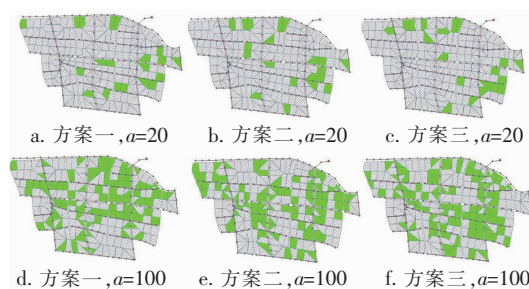 a. 方案一,a=20
b. 方案二,a=20
c. 方案三,a=20
d. 方案一,a=100
e. 方案二,a=100
f. 方案三,a=100